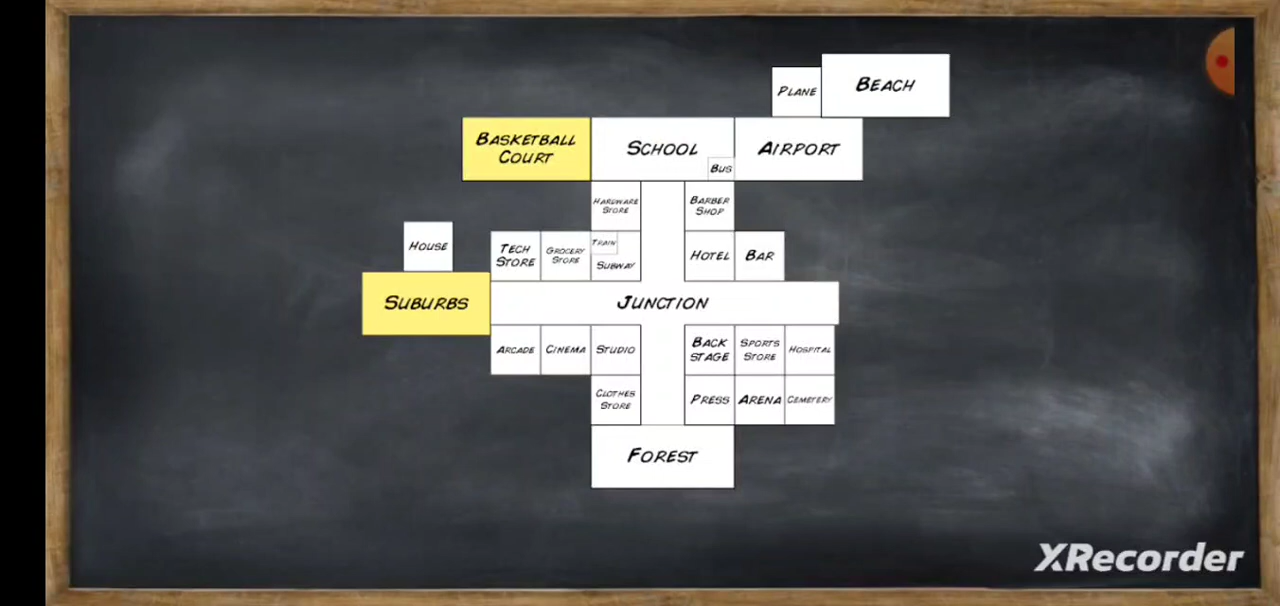 PLANE
BEACH
BASKETBALL
COURT
SCHOOL
BUS
AIRPORT
HARDWARE
STORE
BARBER
SHOP
HOUSE
TECH
STORE
GROCERY
STORE
TRAIN
SUBWAY
HOTEL
BAR
SUBURBS
JUNCTION
ARCADE
CINEMA
STUDIO
BACK
STAGE
SPORTS
STORE
HOSPITAL
CLOTHES
STORE
PRESS
ARENA
CEMETERY
FOREST
XRecorder